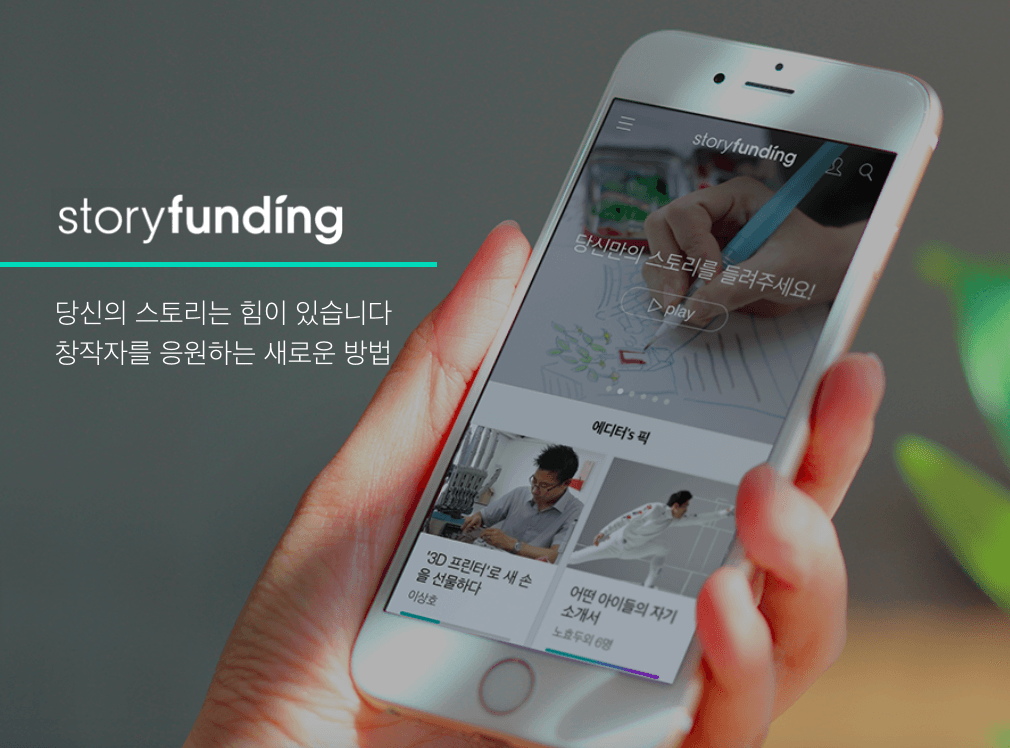 storyfunding
당신의 스토리는 힘이 있습니다
창작자를 응원하는 새로운 방법
storyfunding
당신만의 스토리를 들려주세요!
play
에디터's 픽
'3D 프린터'로 새 손
을 선물하다
이상호
어떤 아이들의 자기
소개서
노효두외 6명